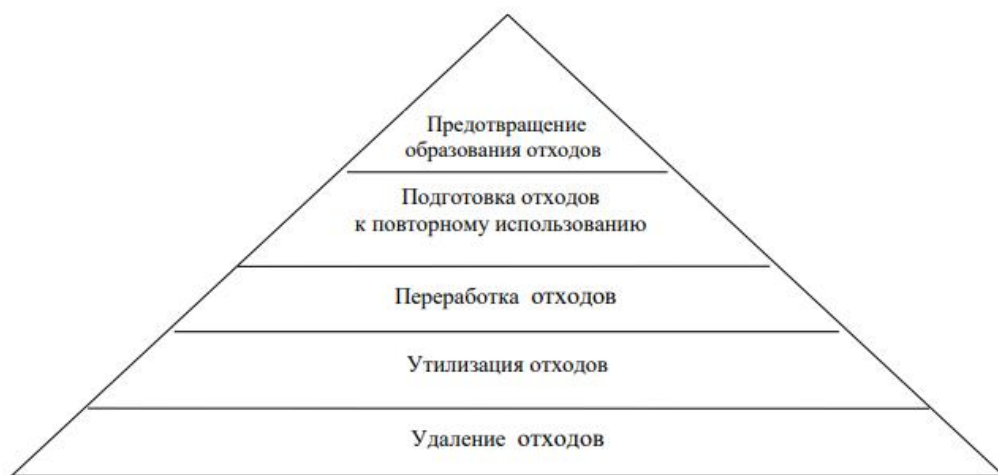 Предотвращение
образования отходов
Подготовка отходов
к повторному использованию
Переработка отходов
Утилизация отходов
Удаление отходов